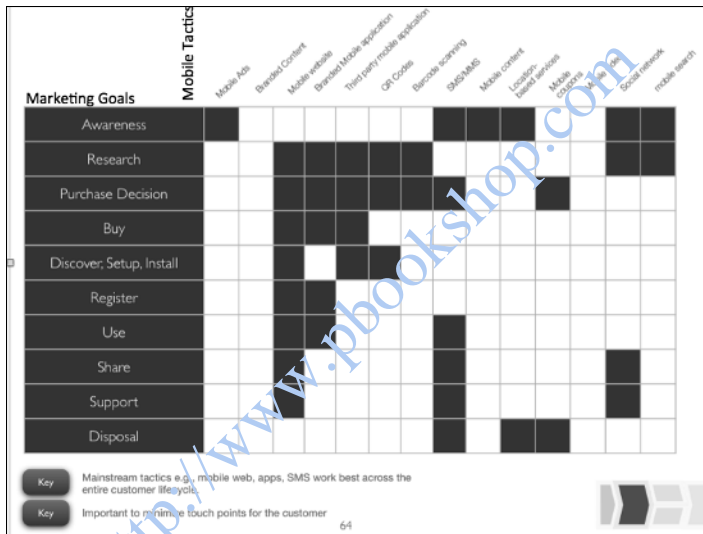 Mobile Tactics
Marketing Goals
Mobile Ads
Branded Content
Mobile website
Branded Mobile application
Third party mobile application
QR Codes
Barcode scanning
SMS/MMS
Mobile content
Location-
based services
Mobile
coupons
Social network
mobile search
Awareness
Research
Purchase Decision
Buy
Discover, Setup, Install
Register
Use
Share
Support
Disposal
Key
Mainstream tactics e.g., mobile web, apps, SMS work best across the
entire customer lifecycle.
Key
Important to minimize touch points for the customer
64
http://www.pbookshop.com